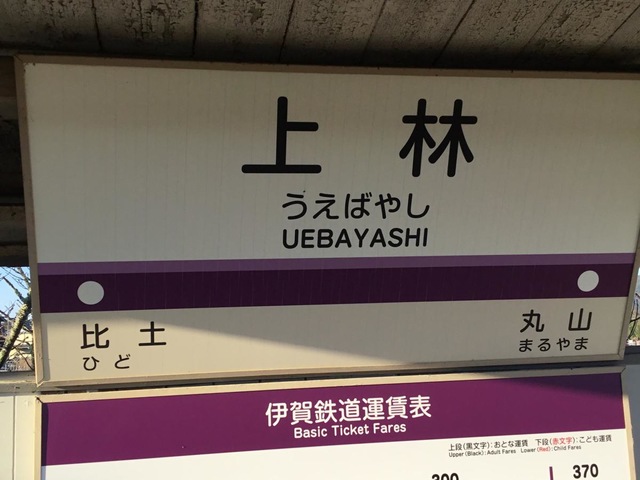 上林
うえばやし
UEBAYASHI
比土
ひど
丸山
まるやま
伊賀鉄道運賃表
Basic Ticket Fares
上段(黒文字):おとな運賃 下段(赤文字):こども運賃
Upper (Black) : Adult Fares Lower (Red) : Child Fares
370